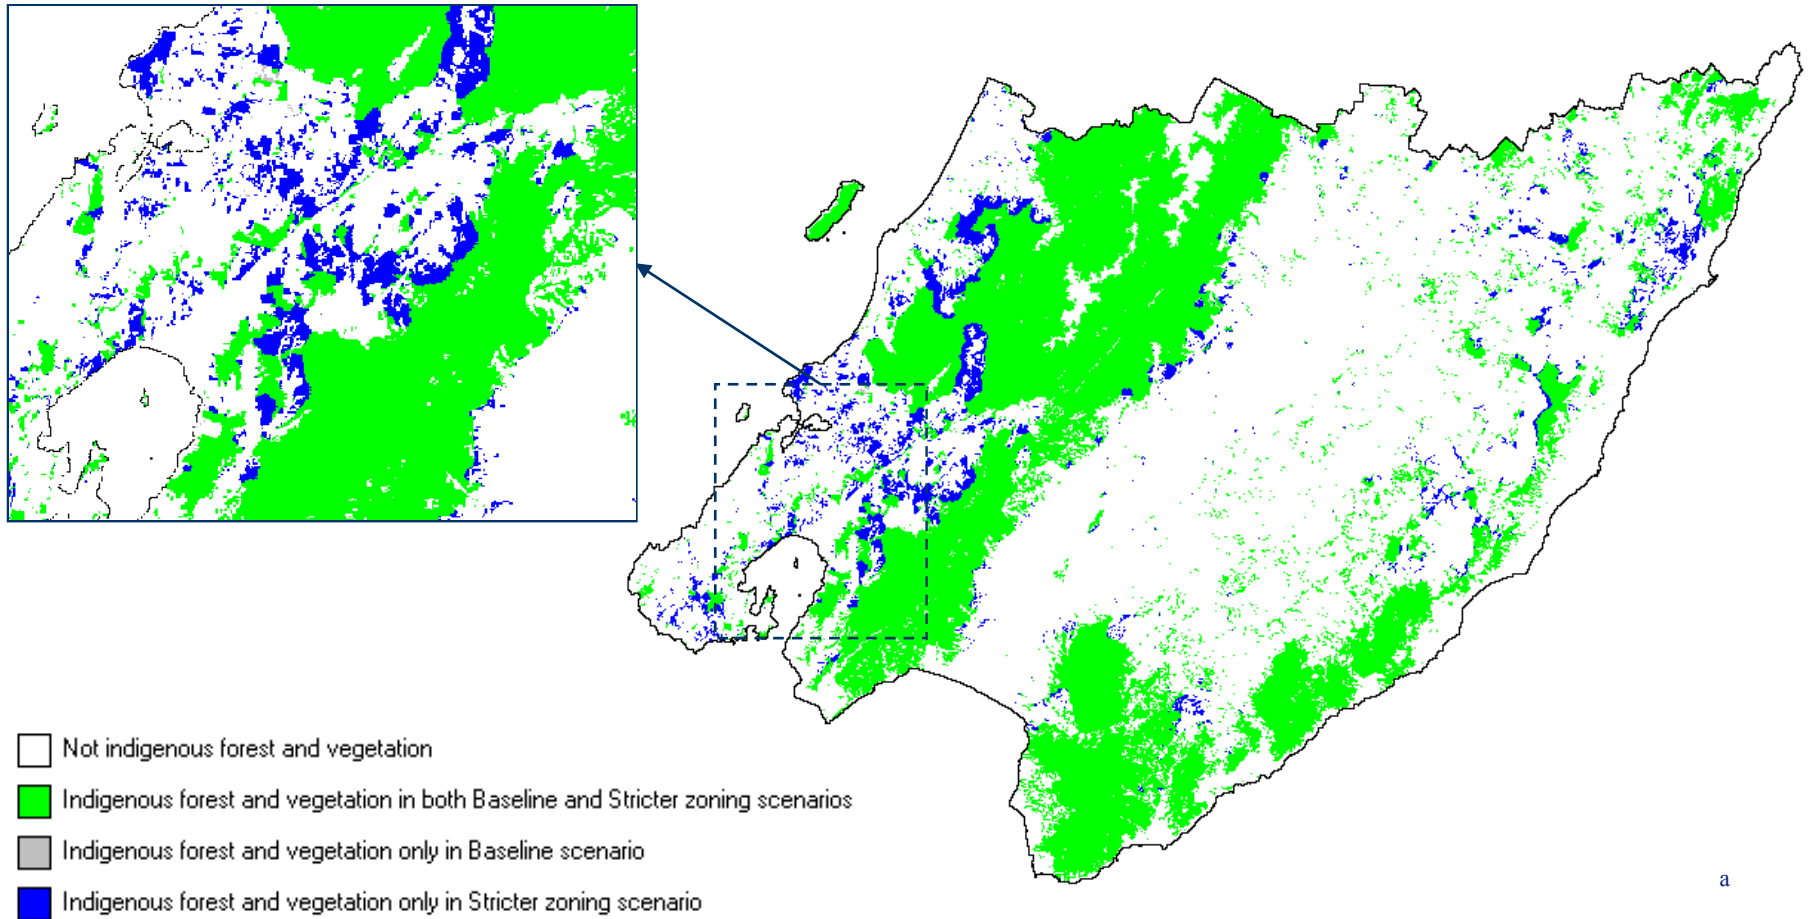 Not indigenous forest and vegetation
Indigenous forest and vegetation in both Baseline and Stricter zoning scenarios
Indigenous forest and vegetation only in Baseline scenario
Indigenous forest and vegetation only in Stricter zoning scenario
a